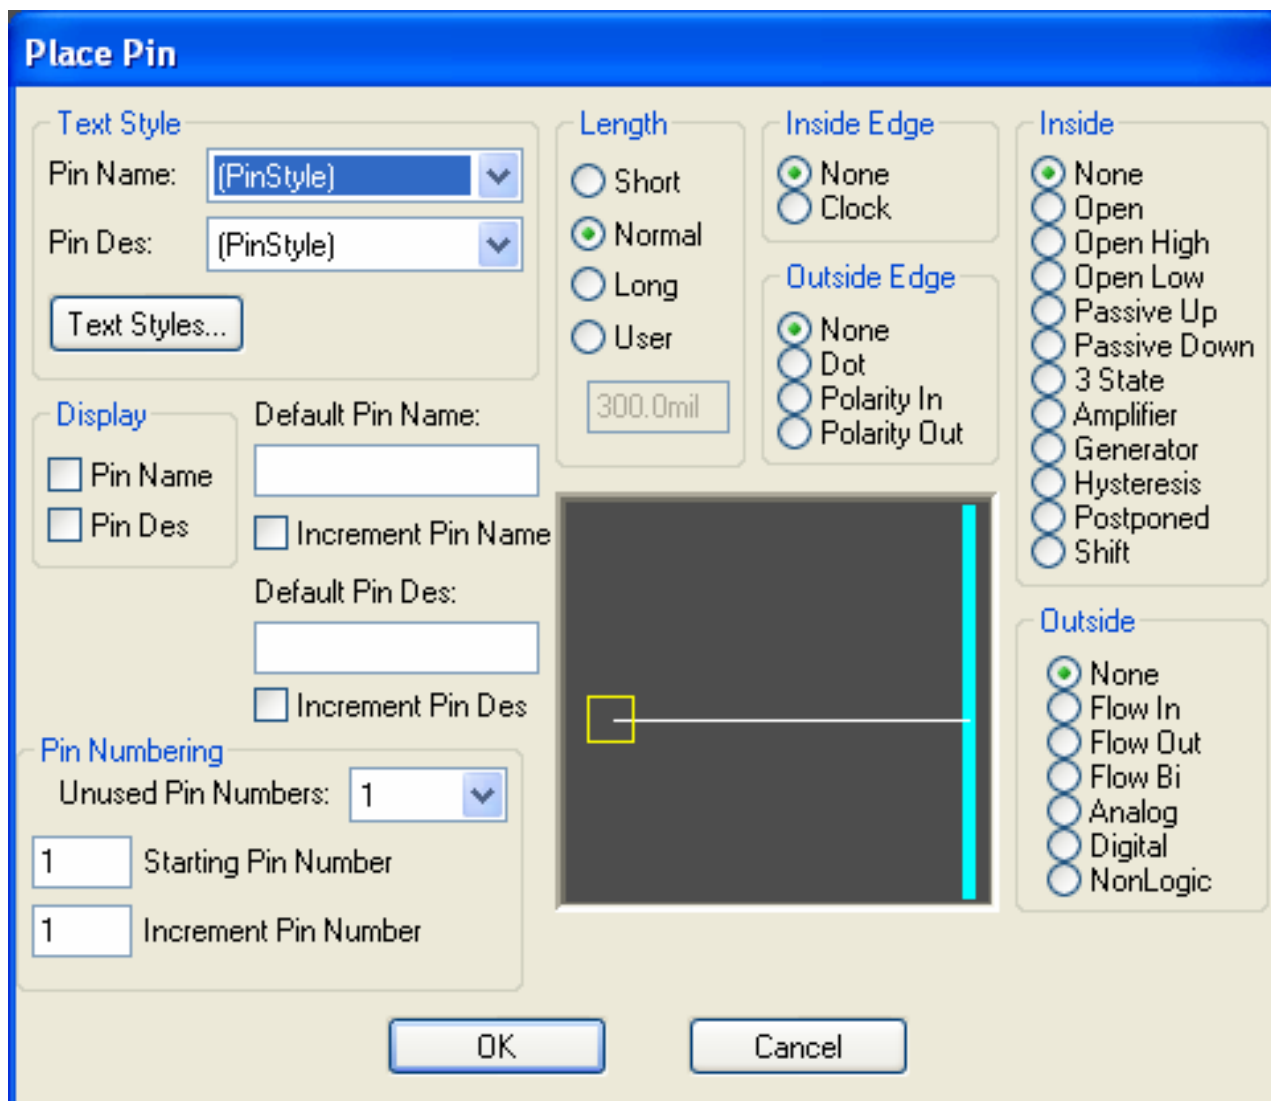 Place Pin
Text Style
Pin Name:
(PinStyle)
Pin Des:
(PinStyle)
Text Styles...
Display
Pin Name
Pin Des
Default Pin Name:
Increment Pin Name
Default Pin Des:
Increment Pin Des
Pin Numbering
Unused Pin Numbers:
1
1
Starting Pin Number
1
Increment Pin Number
Length
Short
Normal
Long
User
300.0mil
Inside Edge
None
Clock
Outside Edge
None
Dot
Polarity In
Polarity Out
Inside
None
Open
Open High
Open Low
Passive Up
Passive Down
3 State
Amplifier
Generator
Hysteresis
Postponed
Shift
Outside
None
Flow In
Flow Out
Flow Bi
Analog
Digital
NonLogic
OK
Cancel